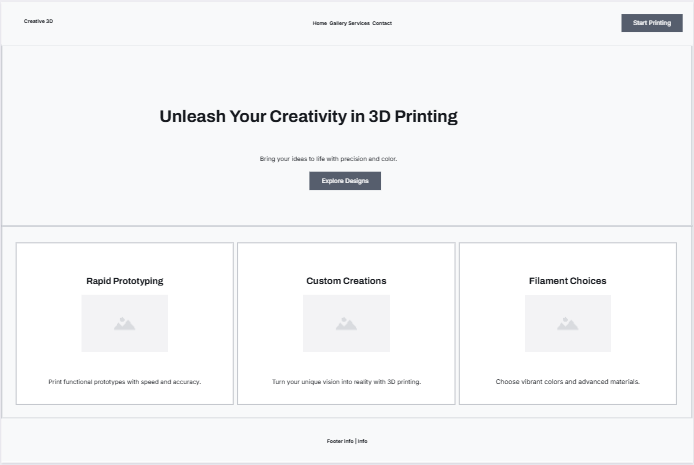 Creative 3D
Home Gallery Services Contact
Start Printing
Unleash Your Creativity in 3D Printing
Bring your ideas to life with precision and color.
Explore Designs
Rapid Prototyping
Print functional prototypes with speed and accuracy.
Custom Creations
Turn your unique vision into reality with 3D printing.
Filament Choices
Choose vibrant colors and advanced materials.
Footer Info | Info